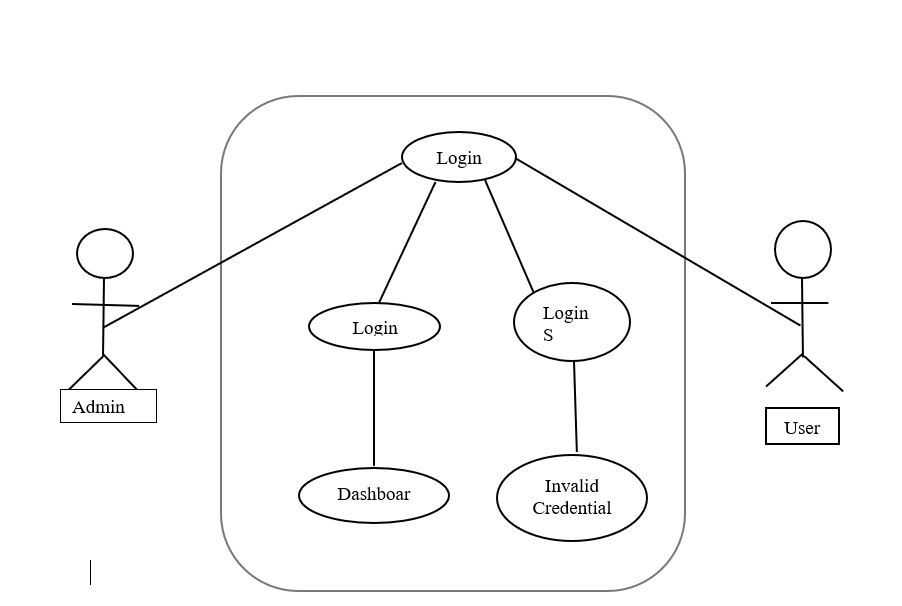 Login
Login
Login
S
Admin
User
Dashboar
Invalid
Credential